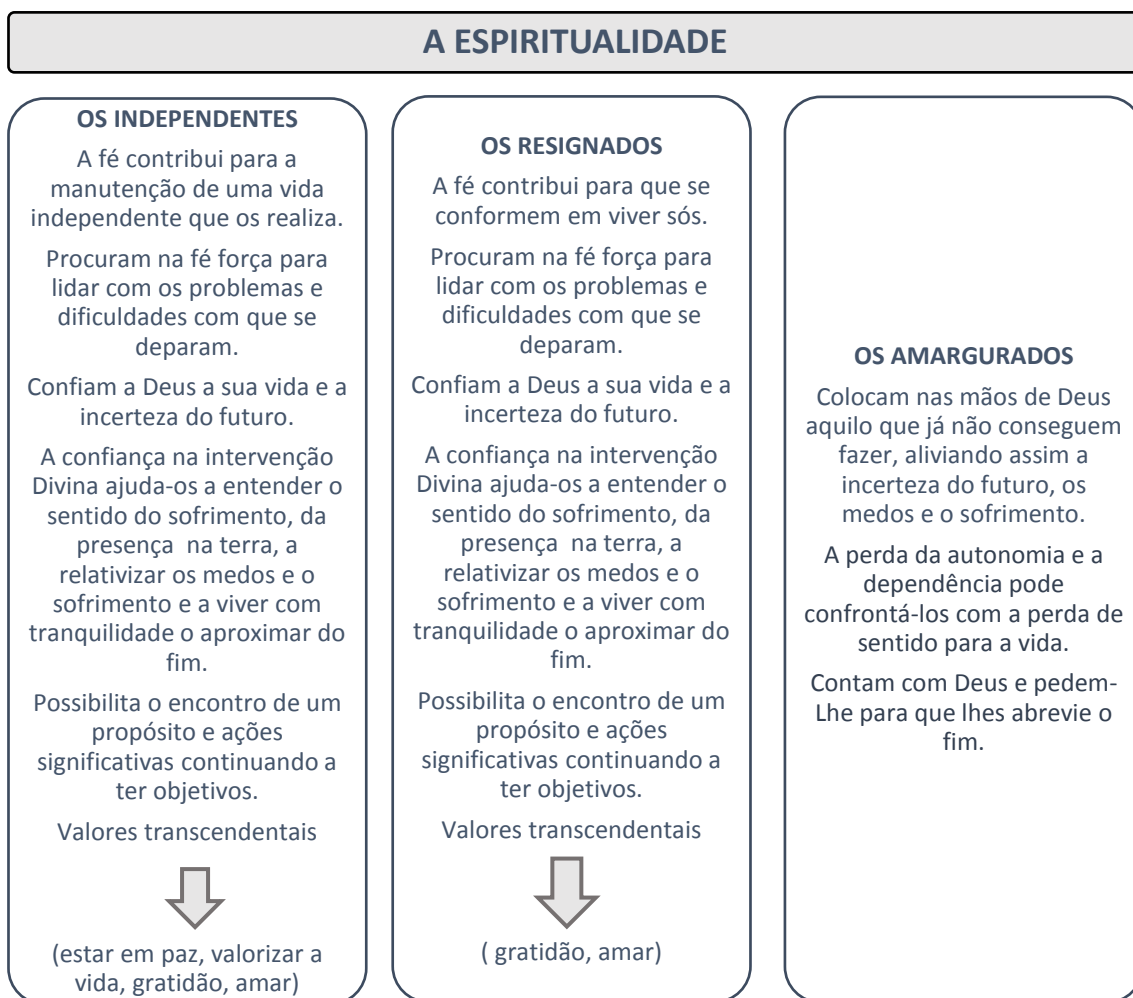 A ESPIRITUALIDADE
OS INDEPENDENTES
A fé contribui para a
manutenção de uma vida
independente que os realiza.
Procuram na fé força para
lidar com os problemas e
dificuldades com que se
deparam.
Confiam a Deus a sua vida e a
incerteza do futuro.
A confiança na intervenção
Divina ajuda-os a entender o
sentido do sofrimento, da
presença na terra, a
relativizar os medos e o
sofrimento e a viver com
tranquilidade o aproximar do
fim.
Possibilita o encontro de um
propósito e ações
significativas continuando a
ter objetivos.
Valores transcendentais
(estar em paz, valorizar a
vida, gratidão, amar)
OS RESIGNADOS
A fé contribui para que se
conformem em viver sós.
Procuram na fé força para
lidar com os problemas e
dificuldades com que se
deparam.
Confiam a Deus a sua vida e a
incerteza do futuro.
A confiança na intervenção
Divina ajuda-os a entender o
sentido do sofrimento, da
presença na terra, a
relativizar os medos e o
sofrimento e a viver com
tranquilidade o aproximar do
fim.
Possibilita o encontro de um
propósito e ações
significativas continuando a
ter objetivos.
Valores transcendentais
( gratidão, amar)
OS AMARGURADOS
Colocam nas mãos de Deus
aquilo que já não conseguem
fazer, aliviando assim a
incerteza do futuro, os
medos e o sofrimento.
A perda da autonomia e a
dependência pode
confrontá-los com a perda de
sentido para a vida.
Contam com Deus e pedem-
Lhe para que lhes abrevie o
fim.